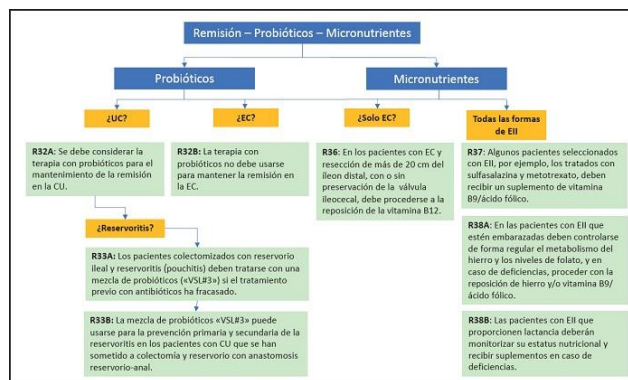 Remisión – Probióticos – Micronutrientes
Probióticos
Micronutrientes
¿UC?
¿EC?
¿Solo EC?
Todas las formas
de EII
R32A: Se debe considerar la
terapia con probióticos para el
mantenimiento de la remisión
en la CU.
R32B: La terapia con
probióticos no debe usarse
para mantener la remisión
en la EC.
R36: En los pacientes con EC y
resección de más de 20 cm del
íleon distal, con o sin
preservación de la válvula
ileocecal, debe procederse a la
reposición de la vitamina B12.
R37: Algunos pacientes seleccionados
con EII, por ejemplo, los tratados con
sulfasalazina y metotrexato, deben
recibir un suplemento de vitamina
B9/ácido fólico.
¿Reservoritis?
R33A: Los pacientes colectomizados con reservorio
ileal y reservoritis (pouchitis) deben tratarse con una
mezcla de probióticos («VSL#3») si el tratamiento
previo con antibióticos ha fracasado.
R38A: En las pacientes con EII que
estén embarazadas deben controlarse
de forma regular el metabolismo del
hierro y los niveles de folato, y en
caso de deficiencias, proceder con la
reposición de hierro y/o vitamina B9/
ácido fólico.
R33B: La mezcla de probióticos «VSL#3» puede
usarse para la prevención primaria y secundaria de la
reservoritis en los pacientes con CU que se han
sometido a colectomía y reservorio con anastomosis
reservorio-anal.
R38B: Las pacientes con EII que
proporcionen lactancia deberán
monitorizar su estatus nutricional y
recibir suplementos en caso de
deficiencias.